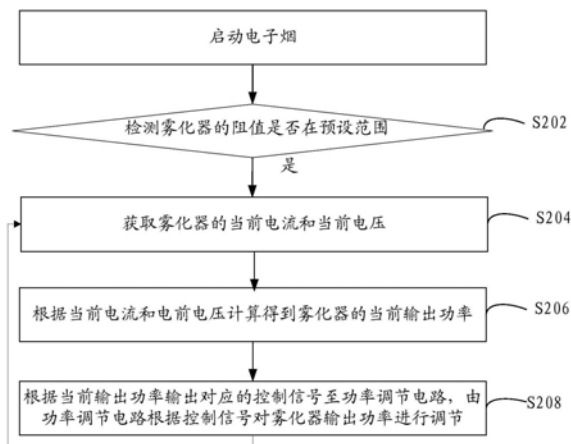 启动电子烟
检测雾化器的阻值是否在预设范围
S202
是
获取雾化器的当前电流和当前电压
S204
根据当前电流和电前电压计算得到雾化器的当前输出功率
S206
根据当前输出功率输出对应的控制信号至功率调节电路，由
功率调节电路根据控制信号对雾化器输出功率进行调节
S208